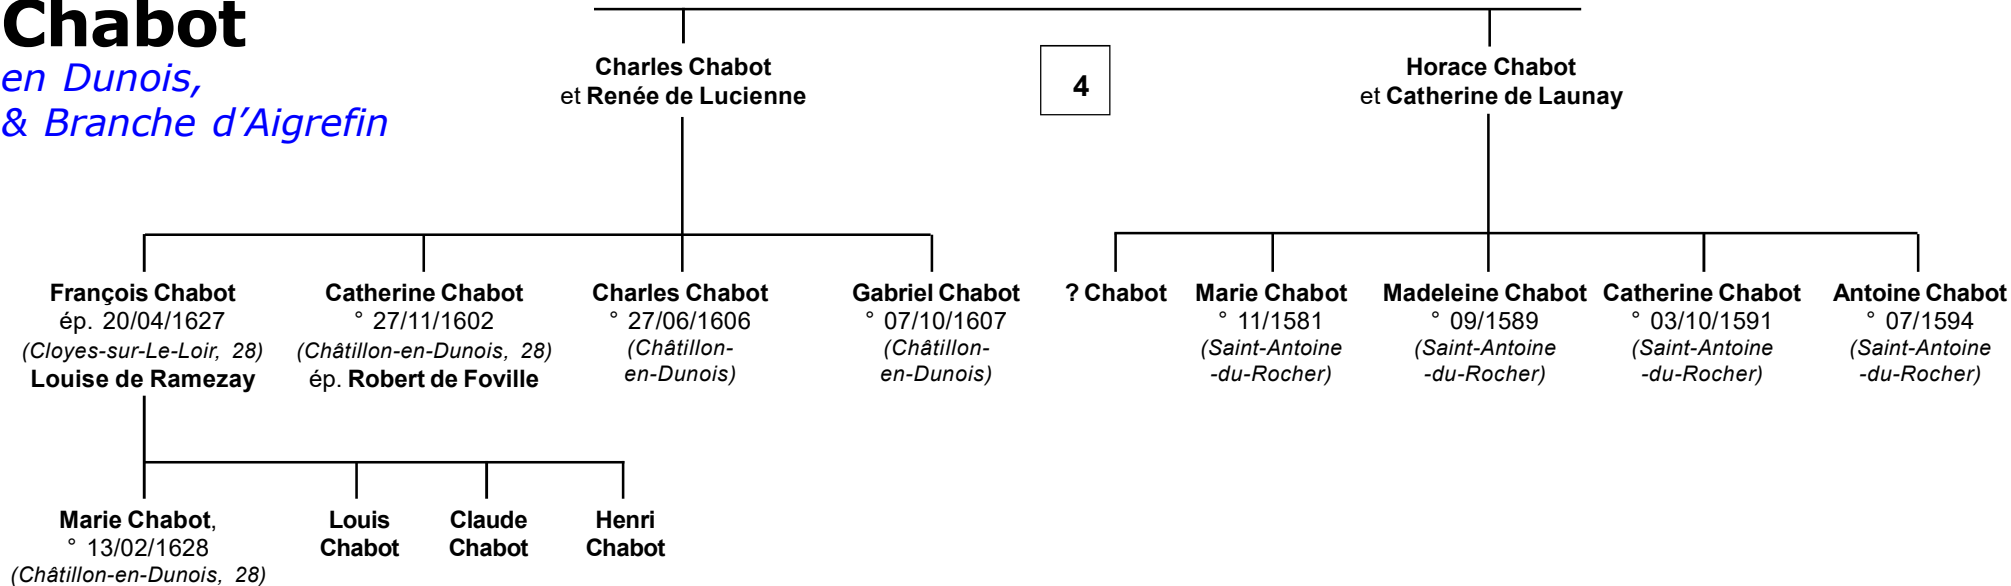 Chabot
en Dunois,
& Branche d’Aigrefin
Charles Chabot
et Renée de Lucienne
4
Horace Chabot
et Catherine de Launay
François Chabot
ép. 20/04/1627
(Cloyes-sur-Le-Loir, 28)
Louise de Ramezay
Catherine Chabot
° 27/11/1602
(Châtillon-en-Dunois, 28)
ép. Robert de Foville
Charles Chabot
° 27/06/1606
(Châtillon-
en-Dunois)
Gabriel Chabot
° 07/10/1607
(Châtillon-
en-Dunois)
? Chabot
Marie Chabot
° 11/1581
(Saint-Antoine
-du-Rocher)
Madeleine Chabot
° 09/1589
(Saint-Antoine
-du-Rocher)
Catherine Chabot
° 03/10/1591
(Saint-Antoine
-du-Rocher)
Antoine Chabot
° 07/1594
(Saint-Antoine
-du-Rocher)
Marie Chabot,
° 13/02/1628
(Châtillon-en-Dunois, 28)
Louis
Chabot
Claude
Chabot
Henri
Chabot